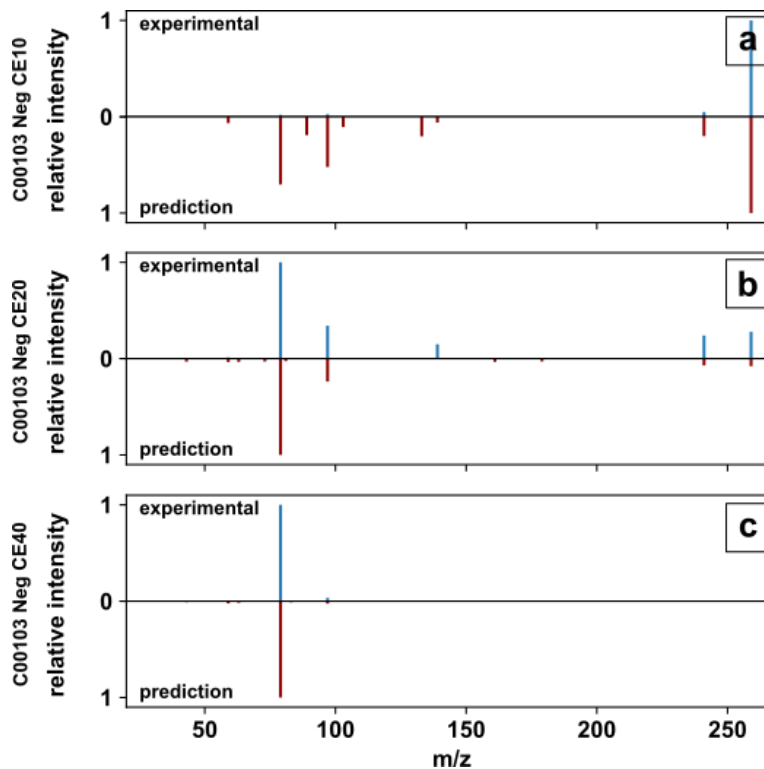 C00103 Neg CE10
relative intensity
1
0
1
experimental
prediction
a
C00103 Neg CE20
relative intensity
1
0
1
experimental
prediction
b
C00103 Neg CE40
relative intensity
1
0
1
experimental
prediction
c
50 100 150 200 250
m/z